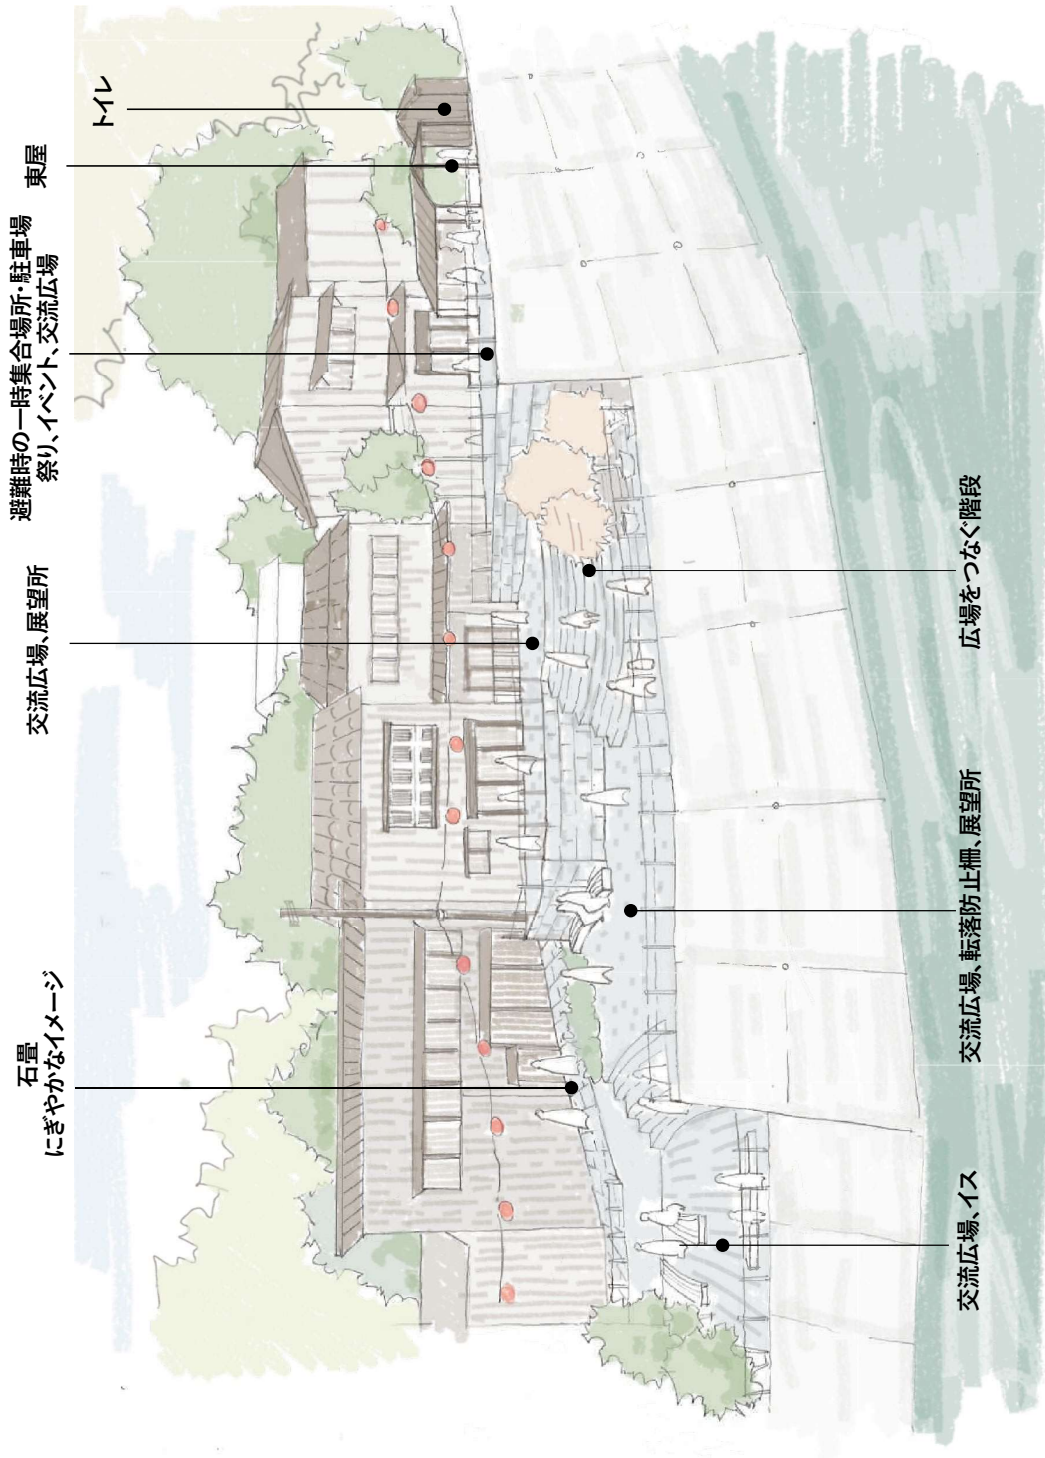 石畳
にぎやかなイメージ
交流広場、展望所
避難時の一時集合場所・駐車場
祭り、イベント、交流広場
東屋
トイレ
交流広場、イス
交流広場、転落防止柵、展望所
広場をつなぐ階段